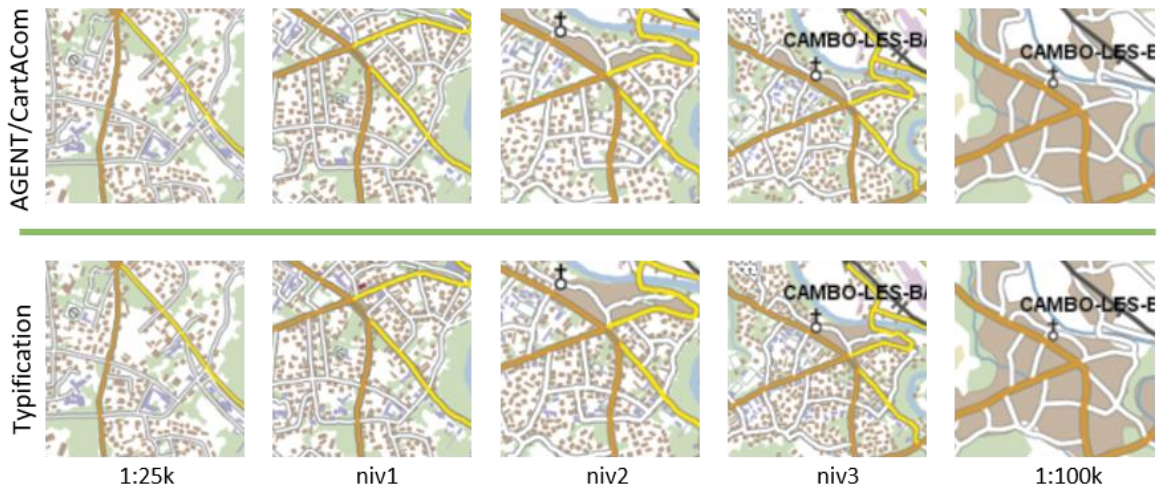 AGENT/CartACom
CAMBO-LES-BA
CAMBO-LES-B
Typification
CAMBO-LES-BA
CAMBO-LES-B
1:25k
niv1
niv2
niv3
1:100k